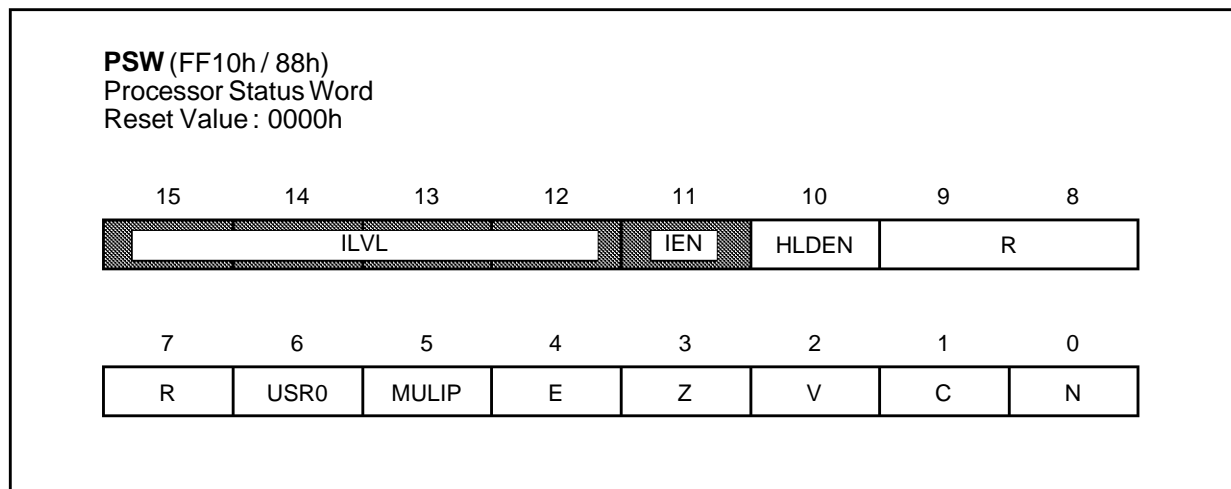 PSW (FF10h / 88h)
Processor Status Word
Reset Value : 0000h
15 14 13 12 11 10 9 8
ILVL IEN HLDEN R
7 6 5 4 3 2 1 0
R USR0 MULIP E Z V C N